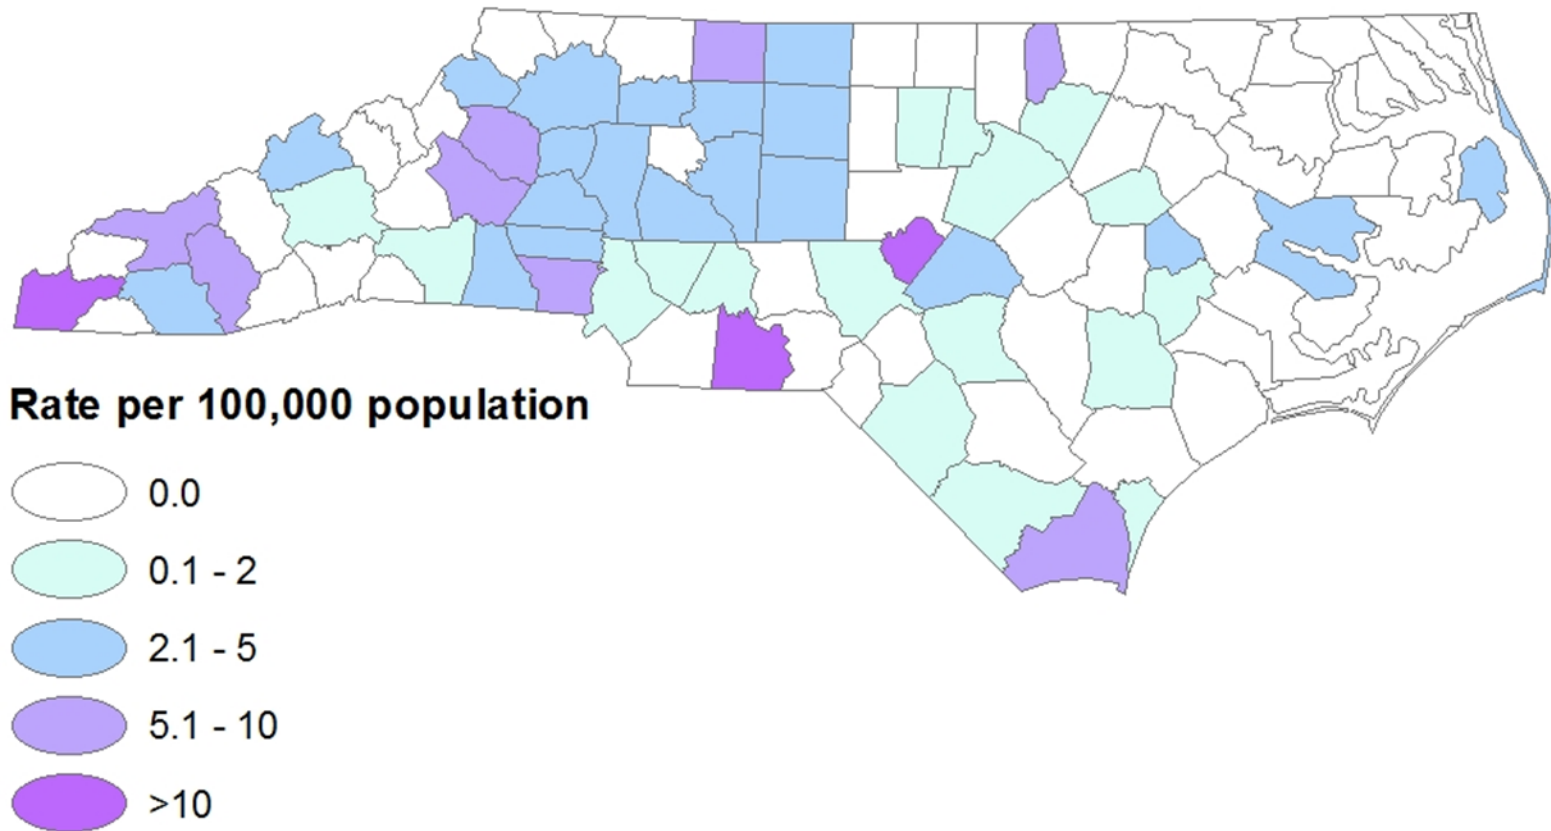 Rate per 100,000 population
0.0
0.1 - 2
2.1 - 5
5.1 - 10
>10